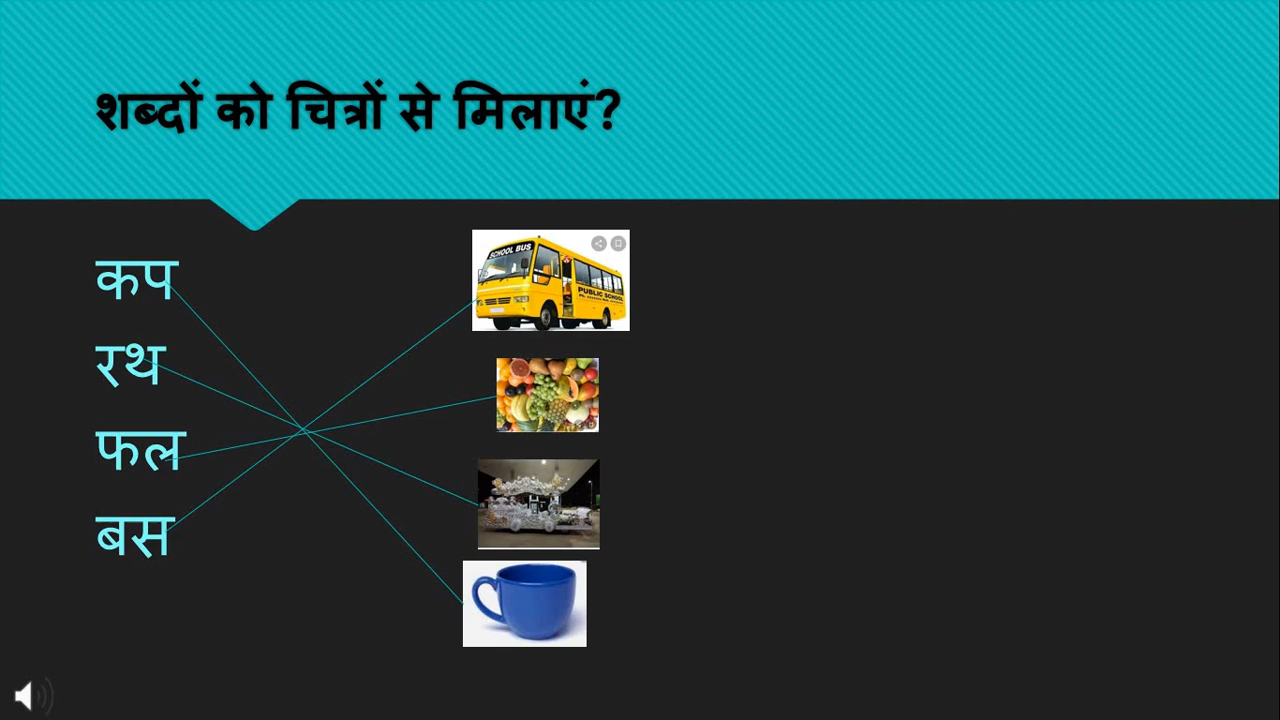 शब्दों को चित्रों से मिलाएं?
कप
रथ
फल
बस
SCHOOL BUS
PUBLIC SCHOOL